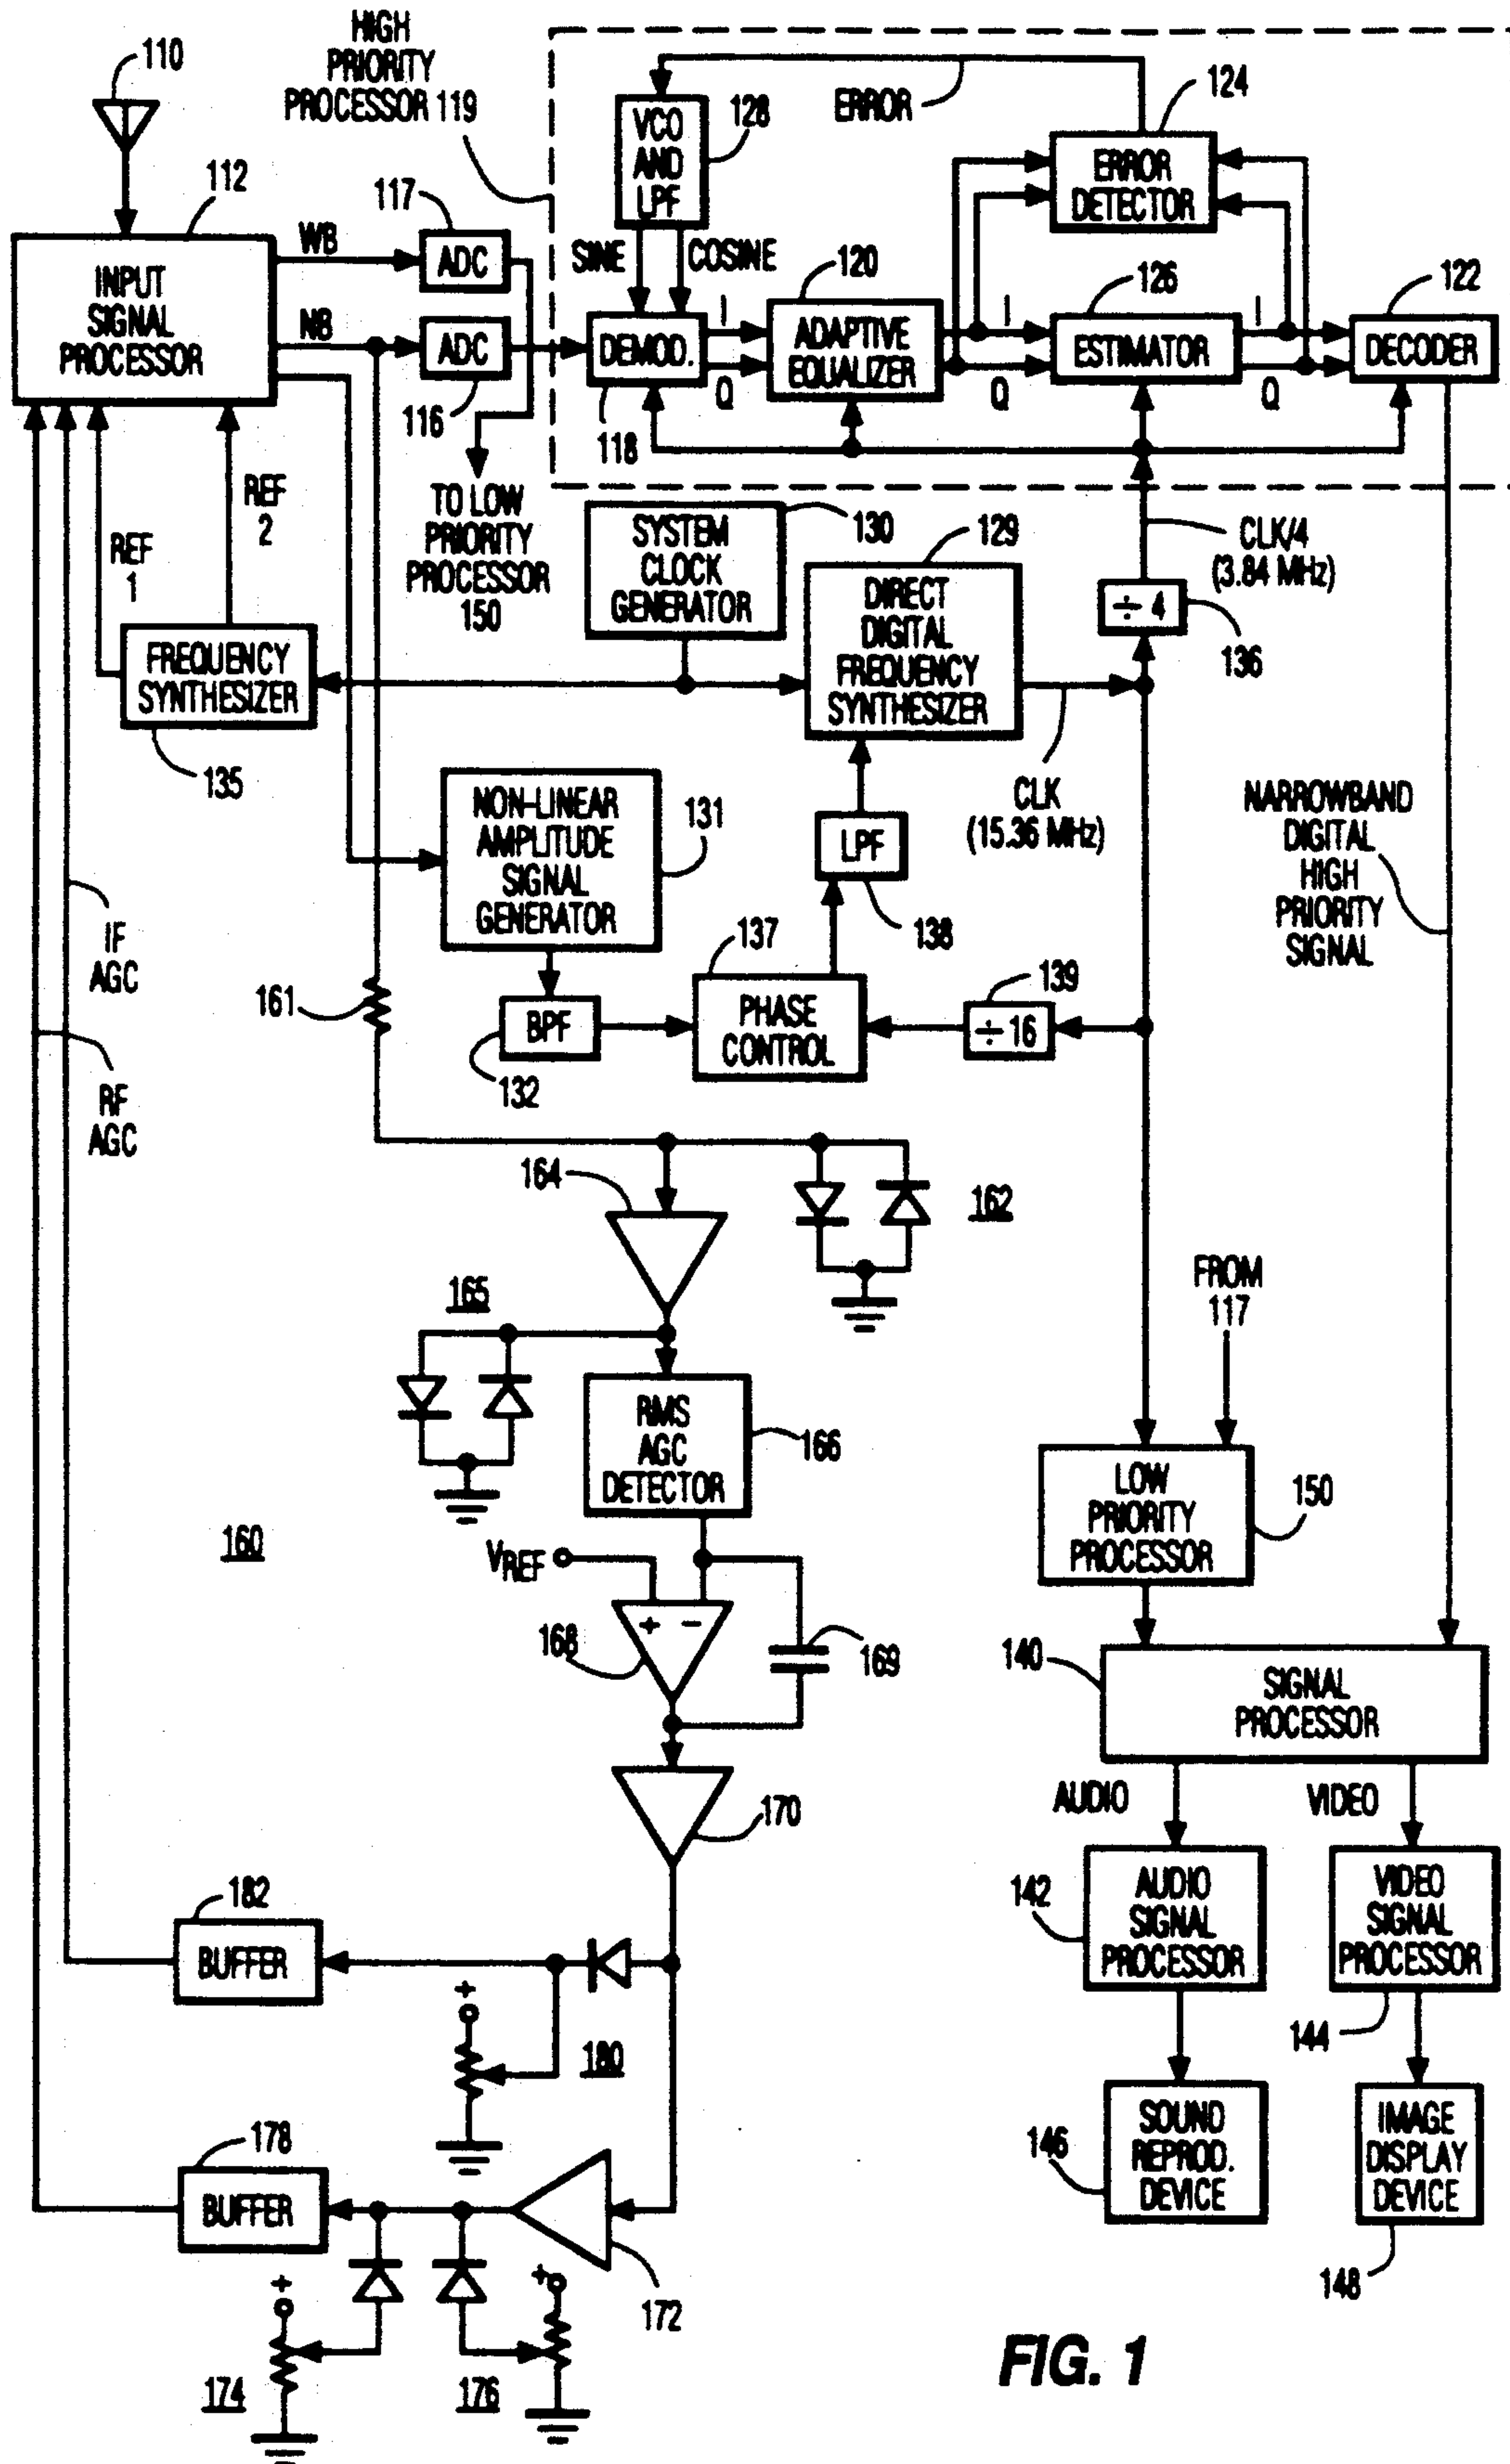 HIGH
PRIORITY
PROCESSOR 119
110
112
INPUT
SIGNAL
PROCESSOR
WB
NB
117
ADC
ADC
116
TO LOW
PRIORITY
PROCESSOR
150
VCO
AND
LPF
128
SINE
COSINE
ERROR
124
ERROR
DETECTOR
DEMOD.
118
I
Q
120
ADAPTIVE
EQUALIZER
I
Q
126
ESTIMATOR
I
Q
122
DECODER
REF
1
REF
2
FREQUENCY
SYNTHESIZER
135
SYSTEM
CLOCK
GENERATOR
130
129
DIRECT
DIGITAL
FREQUENCY
SYNTHESIZER
CLK/4
(3.84 MHz)
÷ 4
136
CLK
(15.36 MHz)
NARROWBAND
DIGITAL
HIGH
PRIORITY
SIGNAL
NON-LINEAR
AMPLITUDE
SIGNAL
GENERATOR
131
LPF
138
137
PHASE
CONTROL
139
÷ 16
BPF
132
161
IF
AGC
RF
AGC
164
162
165
RMS
AGC
DETECTOR
166
FROM
117
LOW
PRIORITY
PROCESSOR
150
160
VREF
+ −
168
169
140
SIGNAL
PROCESSOR
170
AUDIO
VIDEO
142
AUDIO
SIGNAL
PROCESSOR
VIDEO
SIGNAL
PROCESSOR
144
182
BUFFER
+
180
178
BUFFER
172
146
SOUND
REPROD.
DEVICE
IMAGE
DISPLAY
DEVICE
148
+
174
+
176
FIG. 1